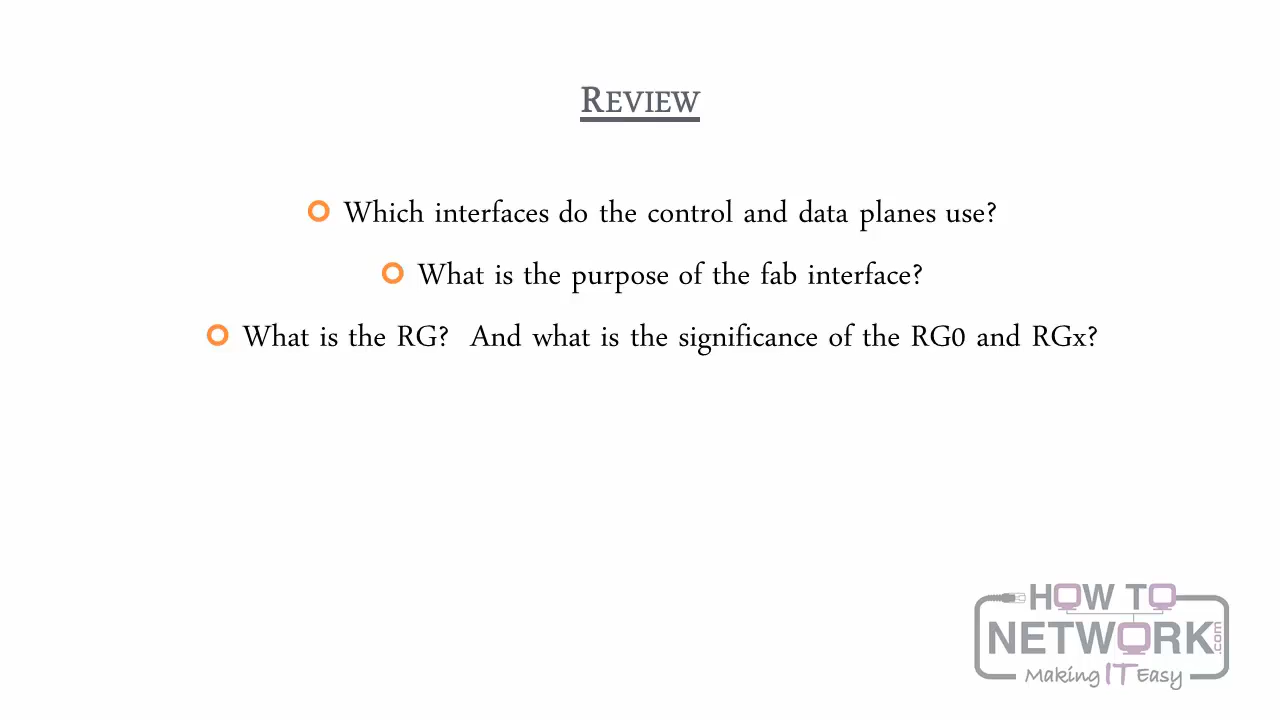 REVIEW
Which interfaces do the control and data planes use?
What is the purpose of the fab interface?
What is the RG?  And what is the significance of the RG0 and RGx?
HOW TO
NETWORK.com
Making IT Easy